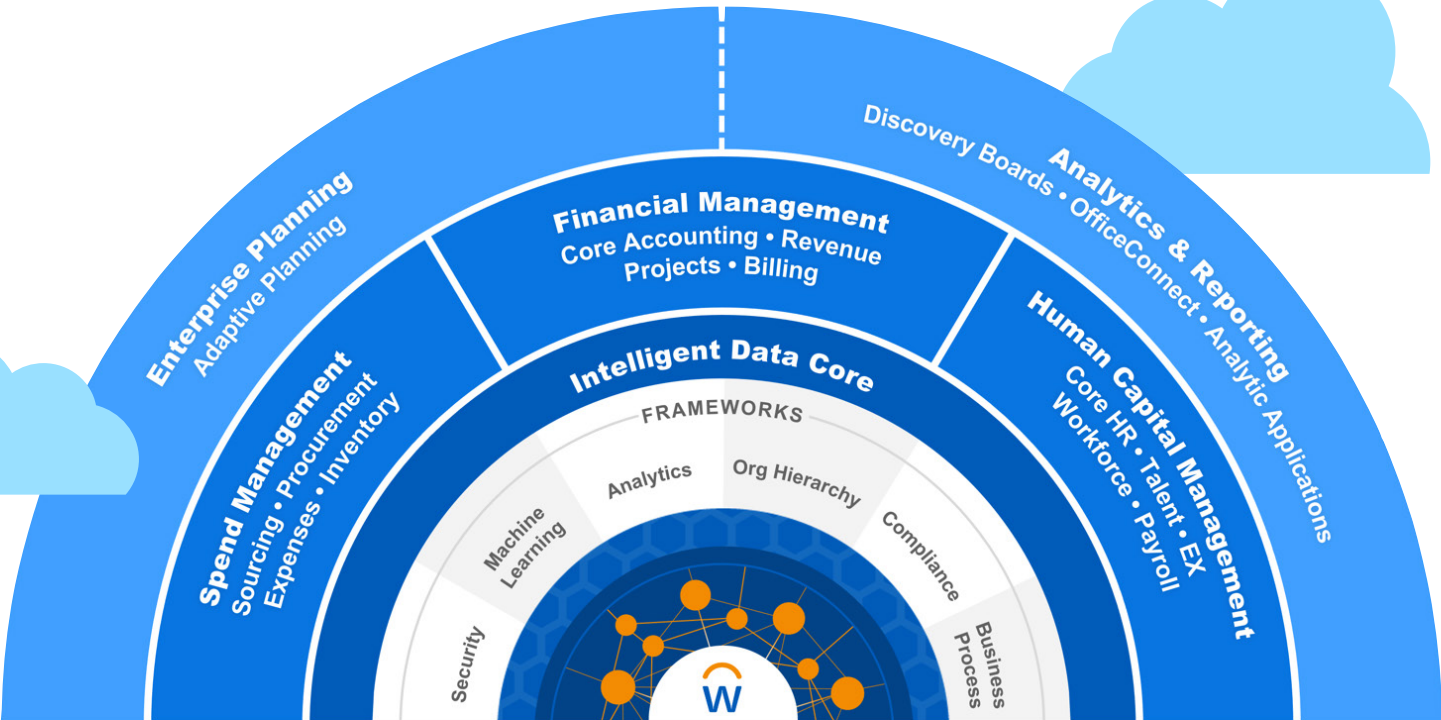 Enterprise Planning
Adaptive Planning
Discovery Boards • OfficeConnect • Analytic Applications
Analytics & Reporting
Spend Management
Sourcing • Procurement
Expenses • Inventory
Financial Management
Core Accounting • Revenue
Projects • Billing
Human Capital Management
Core HR • Talent • EX
Workforce • Payroll
Intelligent Data Core
FRAMEWORKS
Security
Machine
Learning
Analytics
Org Hierarchy
Compliance
Business
Process
W